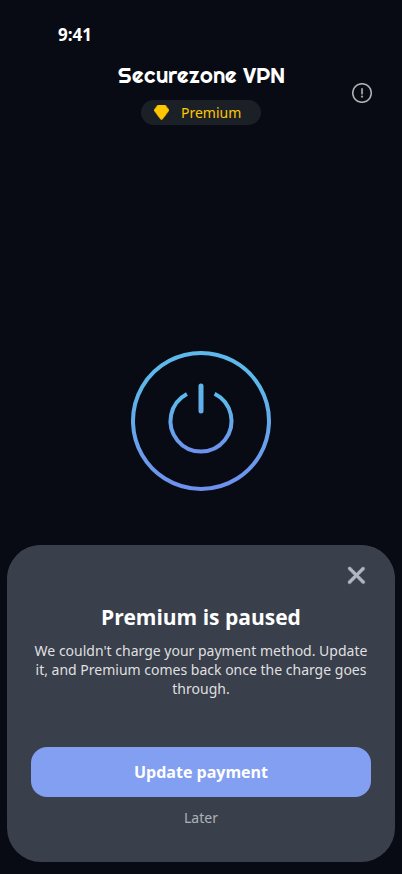 9:41
Securezone VPN
Premium
Premium is paused
We couldn't charge your payment method. Update
it, and Premium comes back once the charge goes
through.
Update payment
Later